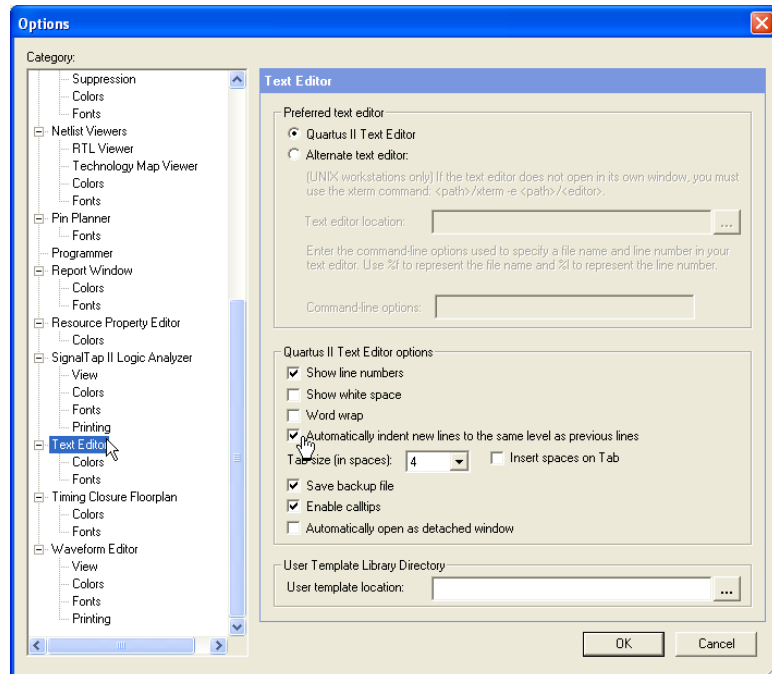 Options
Category:
Suppression
Colors
Fonts
Netlist Viewers
RTL Viewer
Technology Map Viewer
Colors
Fonts
Pin Planner
Fonts
Programmer
Report Window
Colors
Fonts
Resource Property Editor
Colors
SignalTap II Logic Analyzer
View
Colors
Fonts
Printing
Text Editor
Colors
Fonts
Timing Closure Floorplan
Colors
Fonts
Waveform Editor
View
Colors
Fonts
Printing
Text Editor
Preferred text editor
Quartus II Text Editor
Alternate text editor:
(UNIX workstations only) If the text editor does not open in its own window, you must
use the xterm command: <path>/xterm -e <path>/<editor>.
Text editor location:
...
Enter the command-line options used to specify a file name and line number in your
text editor. Use %f to represent the file name and %l to represent the line number.
Command-line options:
Quartus II Text Editor options
Show line numbers
Show white space
Word wrap
Automatically indent new lines to the same level as previous lines
Tab size (in spaces): 4 Insert spaces on Tab
Save backup file
Enable calltips
Automatically open as detached window
User Template Library Directory
User template location: ...
OK Cancel